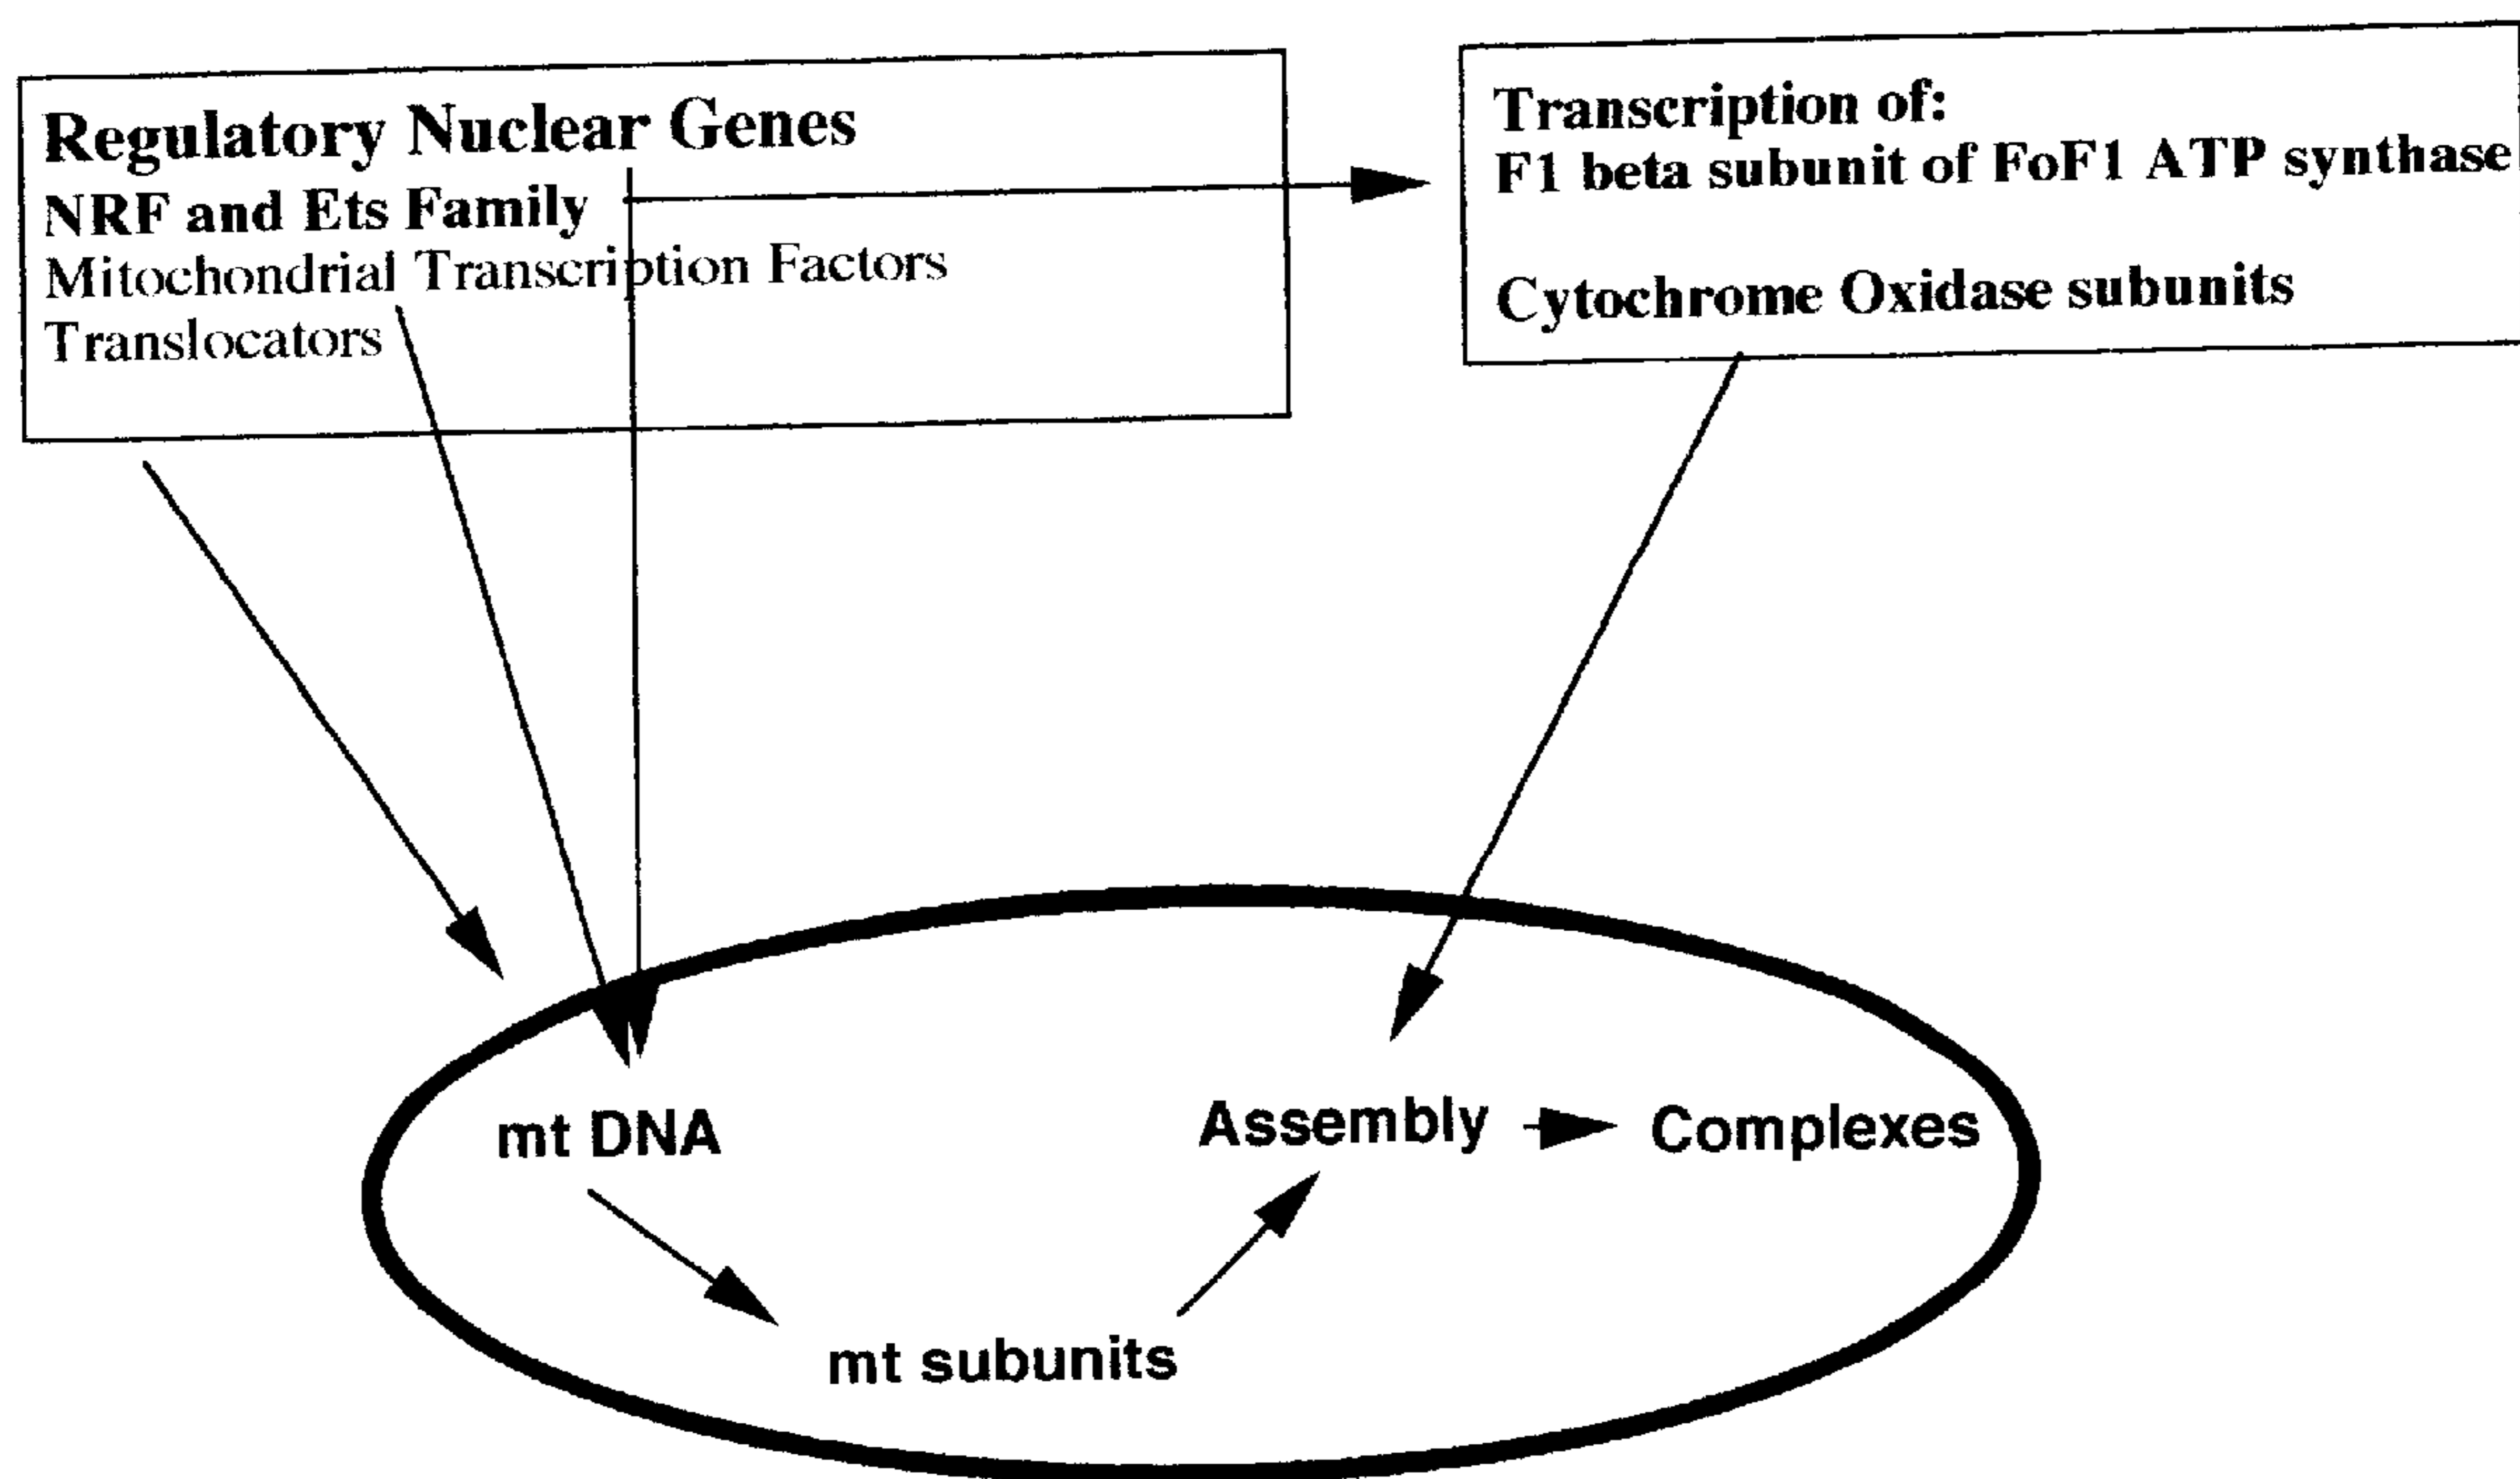 Regulatory Nuclear Genes
NRF and Ets Family
Mitochondrial Transcription Factors
Translocators
Transcription of:
F1 beta subunit of FoF1 ATP synthase
Cytochrome Oxidase subunits
mt DNA
Assembly
Complexes
mt subunits